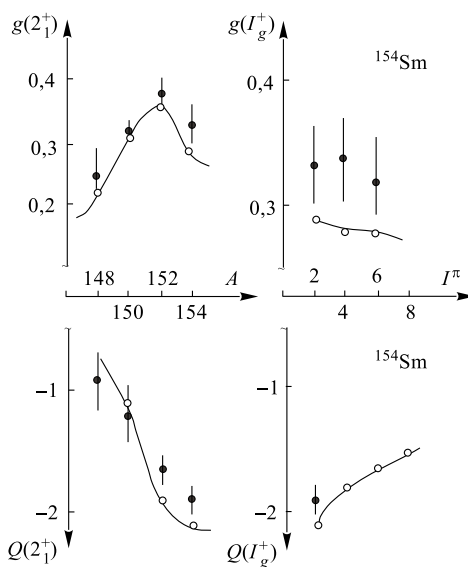 g(2₁⁺)
0,4
0,3
0,2
148 152 A
150 154
g(I_g⁺)
¹⁵⁴Sm
0,4
0,3
2 6 I^π
4 8
−1
−2
Q(2₁⁺)
¹⁵⁴Sm
−1
−2
Q(I_g⁺)